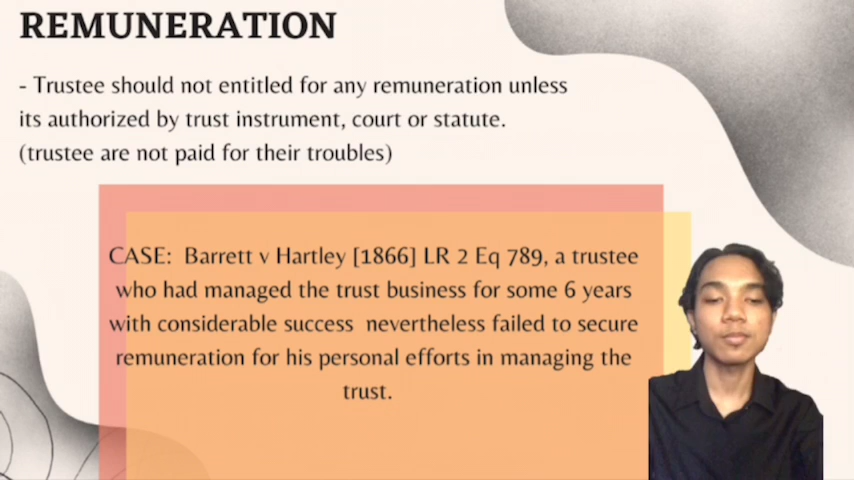 REMUNERATION
- Trustee should not entitled for any remuneration unless
its authorized by trust instrument, court or statute.
(trustee are not paid for their troubles)
CASE: Barrett v Hartley [1866] LR 2 Eq 789, a trustee
who had managed the trust business for some 6 years
with considerable success nevertheless failed to secure
remuneration for his personal efforts in managing the
trust.